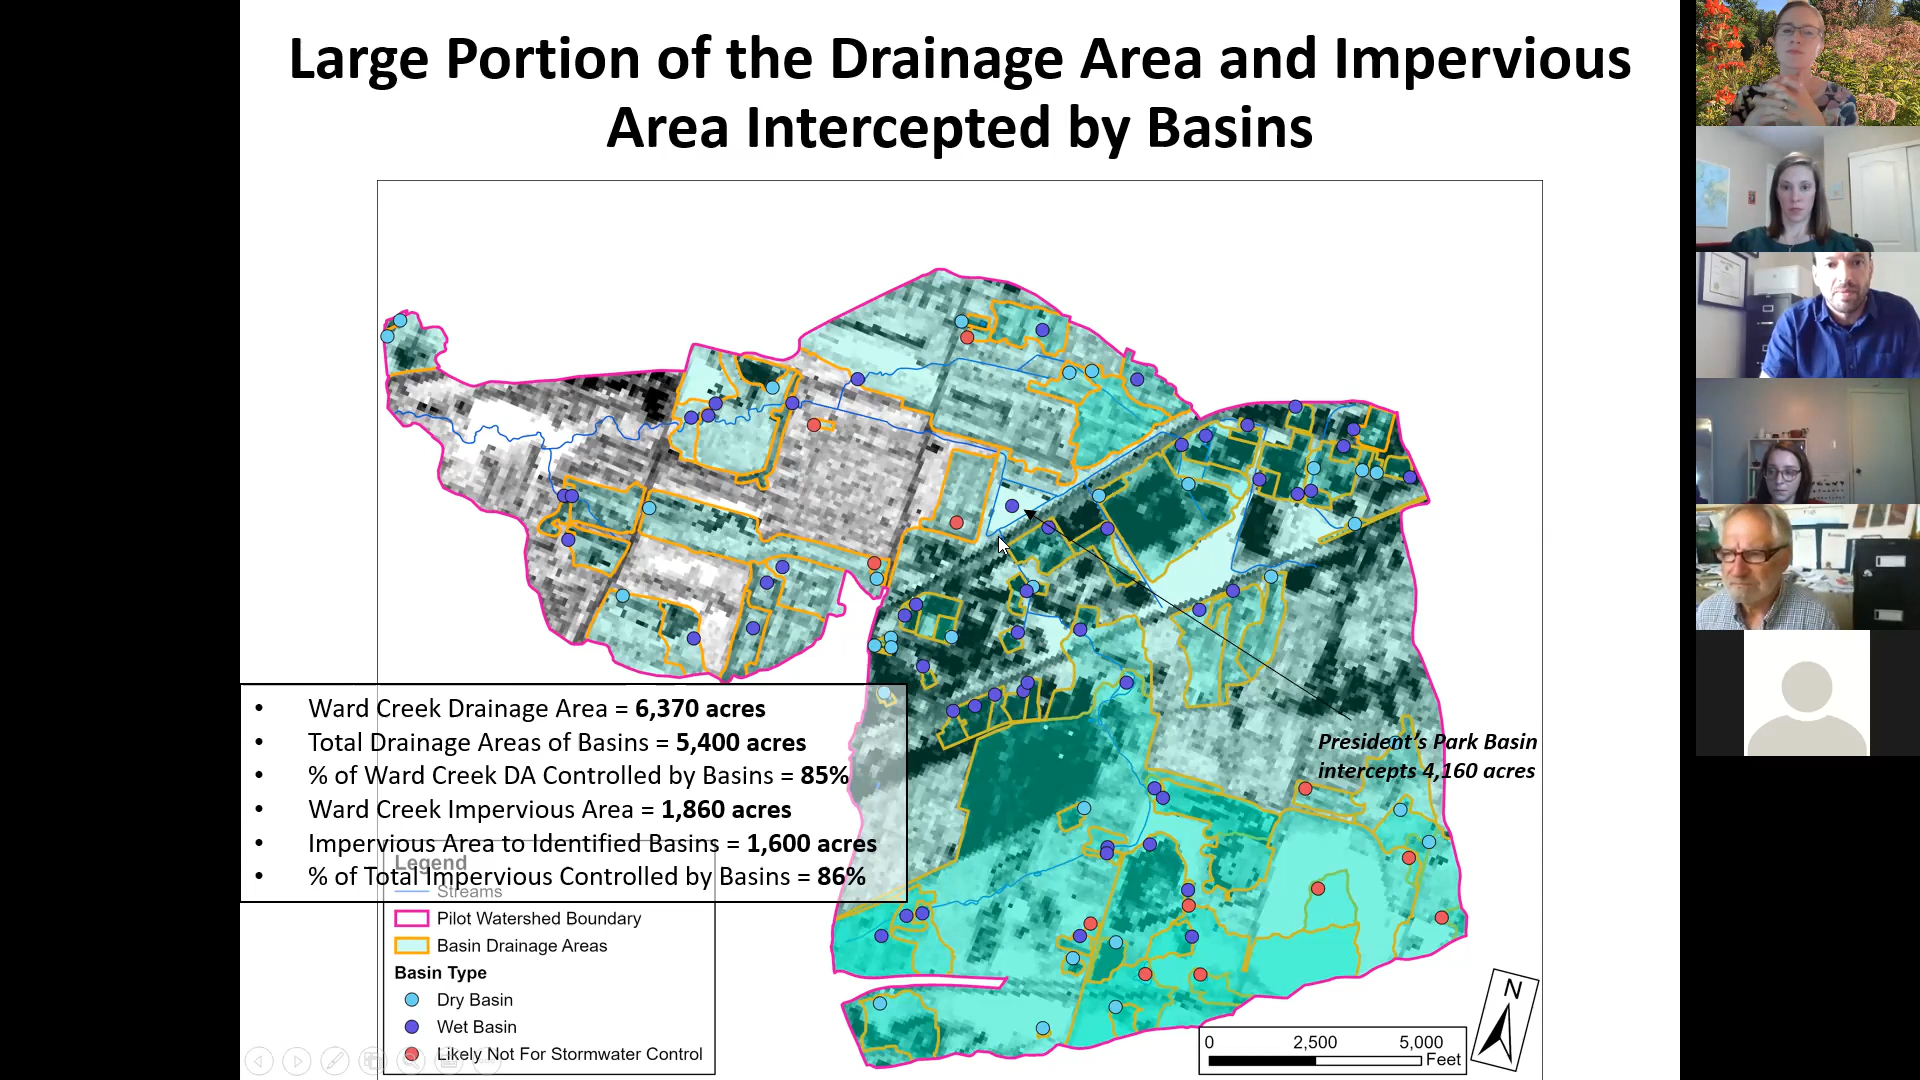 Large Portion of the Drainage Area and Impervious
Area Intercepted by Basins
President's Park Basin
intercepts 4,160 acres
• Ward Creek Drainage Area = 6,370 acres
• Total Drainage Areas of Basins = 5,400 acres
• % of Ward Creek DA Controlled by Basins = 85%
• Ward Creek Impervious Area = 1,860 acres
• Impervious Area to Identified Basins = 1,600 acres
• % of Total Impervious Controlled by Basins = 86%
Legend
Streams
Pilot Watershed Boundary
Basin Drainage Areas
Basin Type
Dry Basin
Wet Basin
Likely Not For Stormwater Control
0 2,500 5,000
Feet
N